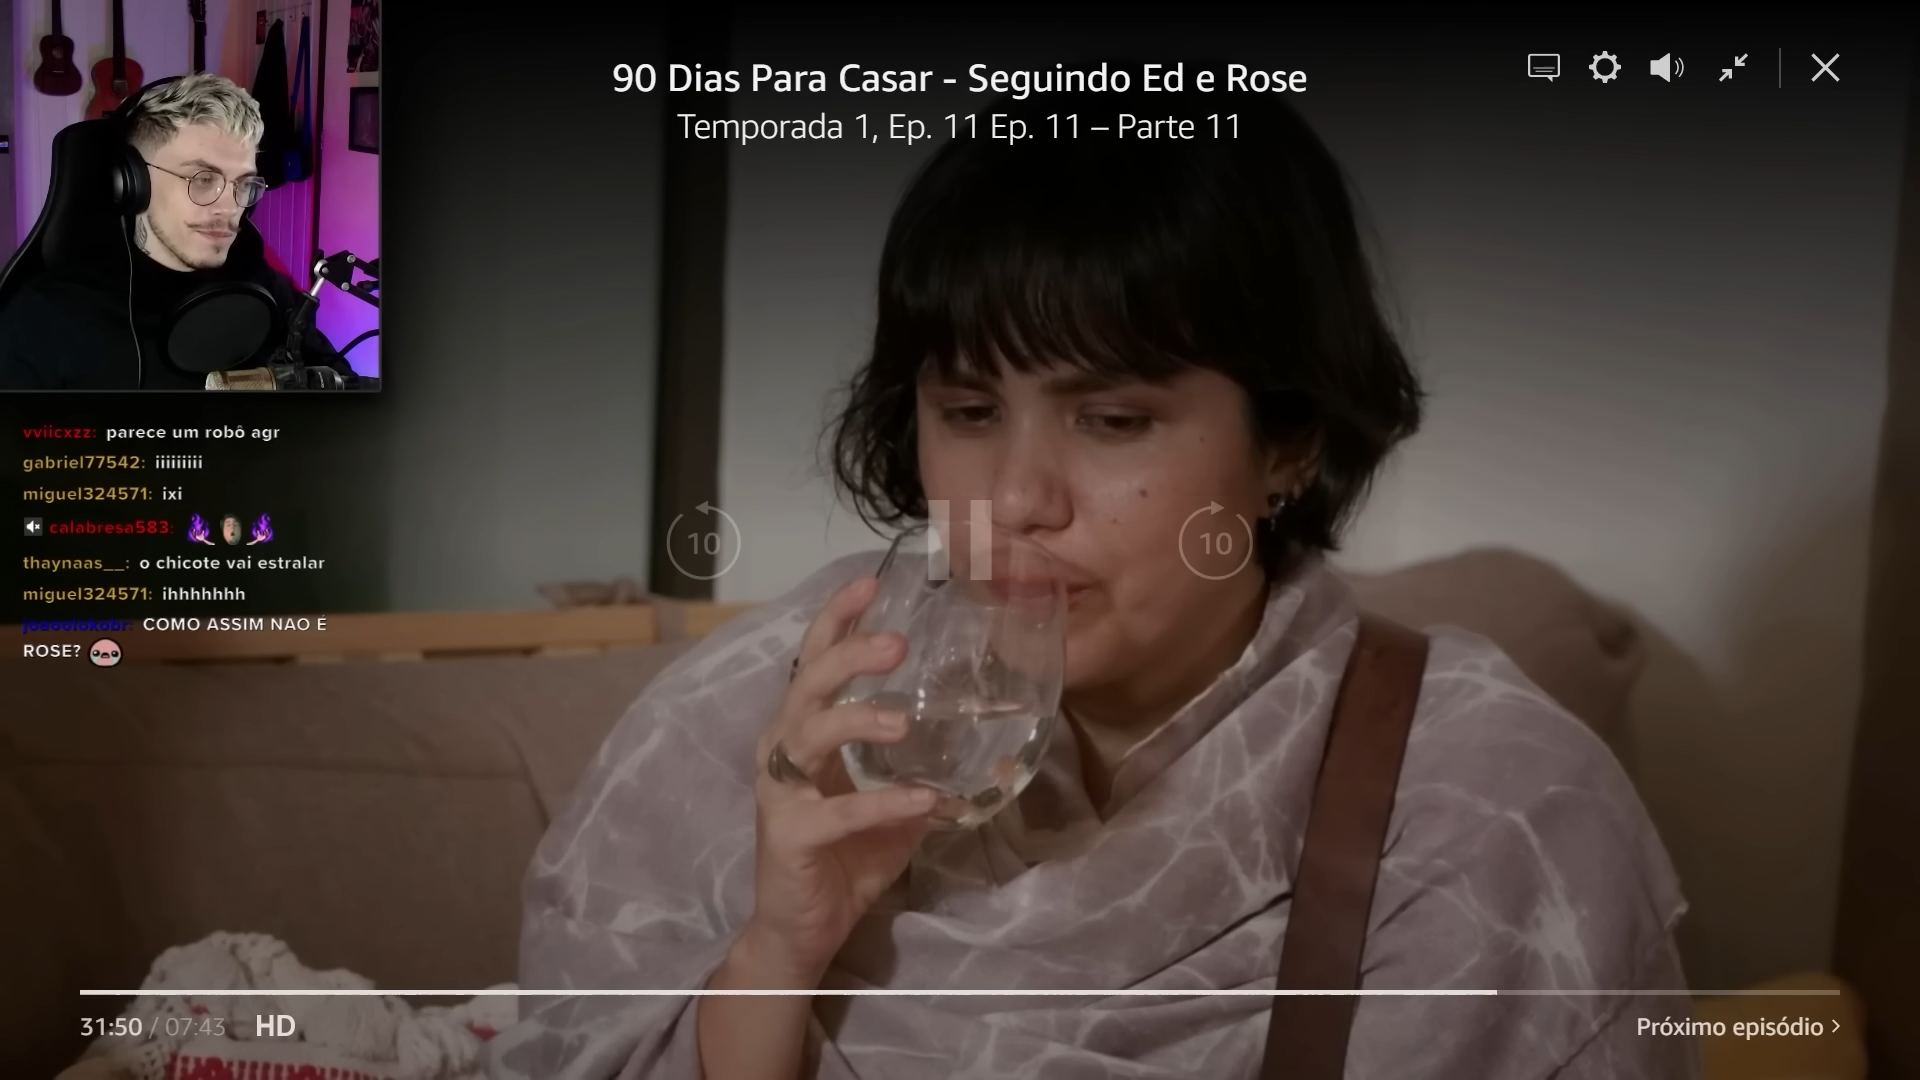 90 Dias Para Casar - Seguindo Ed e Rose
Temporada 1, Ep. 11 Ep. 11 – Parte 11
vviicxzz: parece um robô agr
gabriel77542: iiiiiiiii
miguel324571: ixi
calabresa583:
thaynaas__: o chicote vai estralar
miguel324571: ihhhhhhh
COMO ASSIM NAO É
ROSE?
10
10
31:50 / 07:43 HD
Próximo episódio